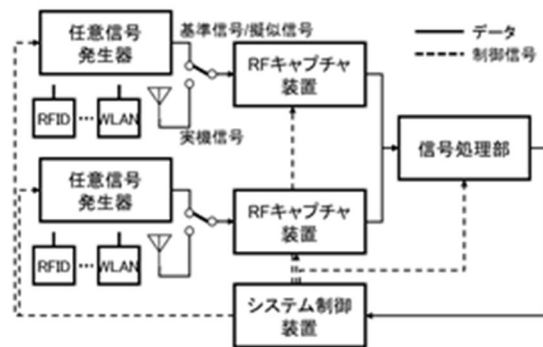 任意信号
発生器
基準信号/擬似信号
RFキャプチャ
装置
データ
制御信号
RFID
…
WLAN
実機信号
信号処理部
任意信号
発生器
RFキャプチャ
装置
RFID
…
WLAN
システム制御
装置